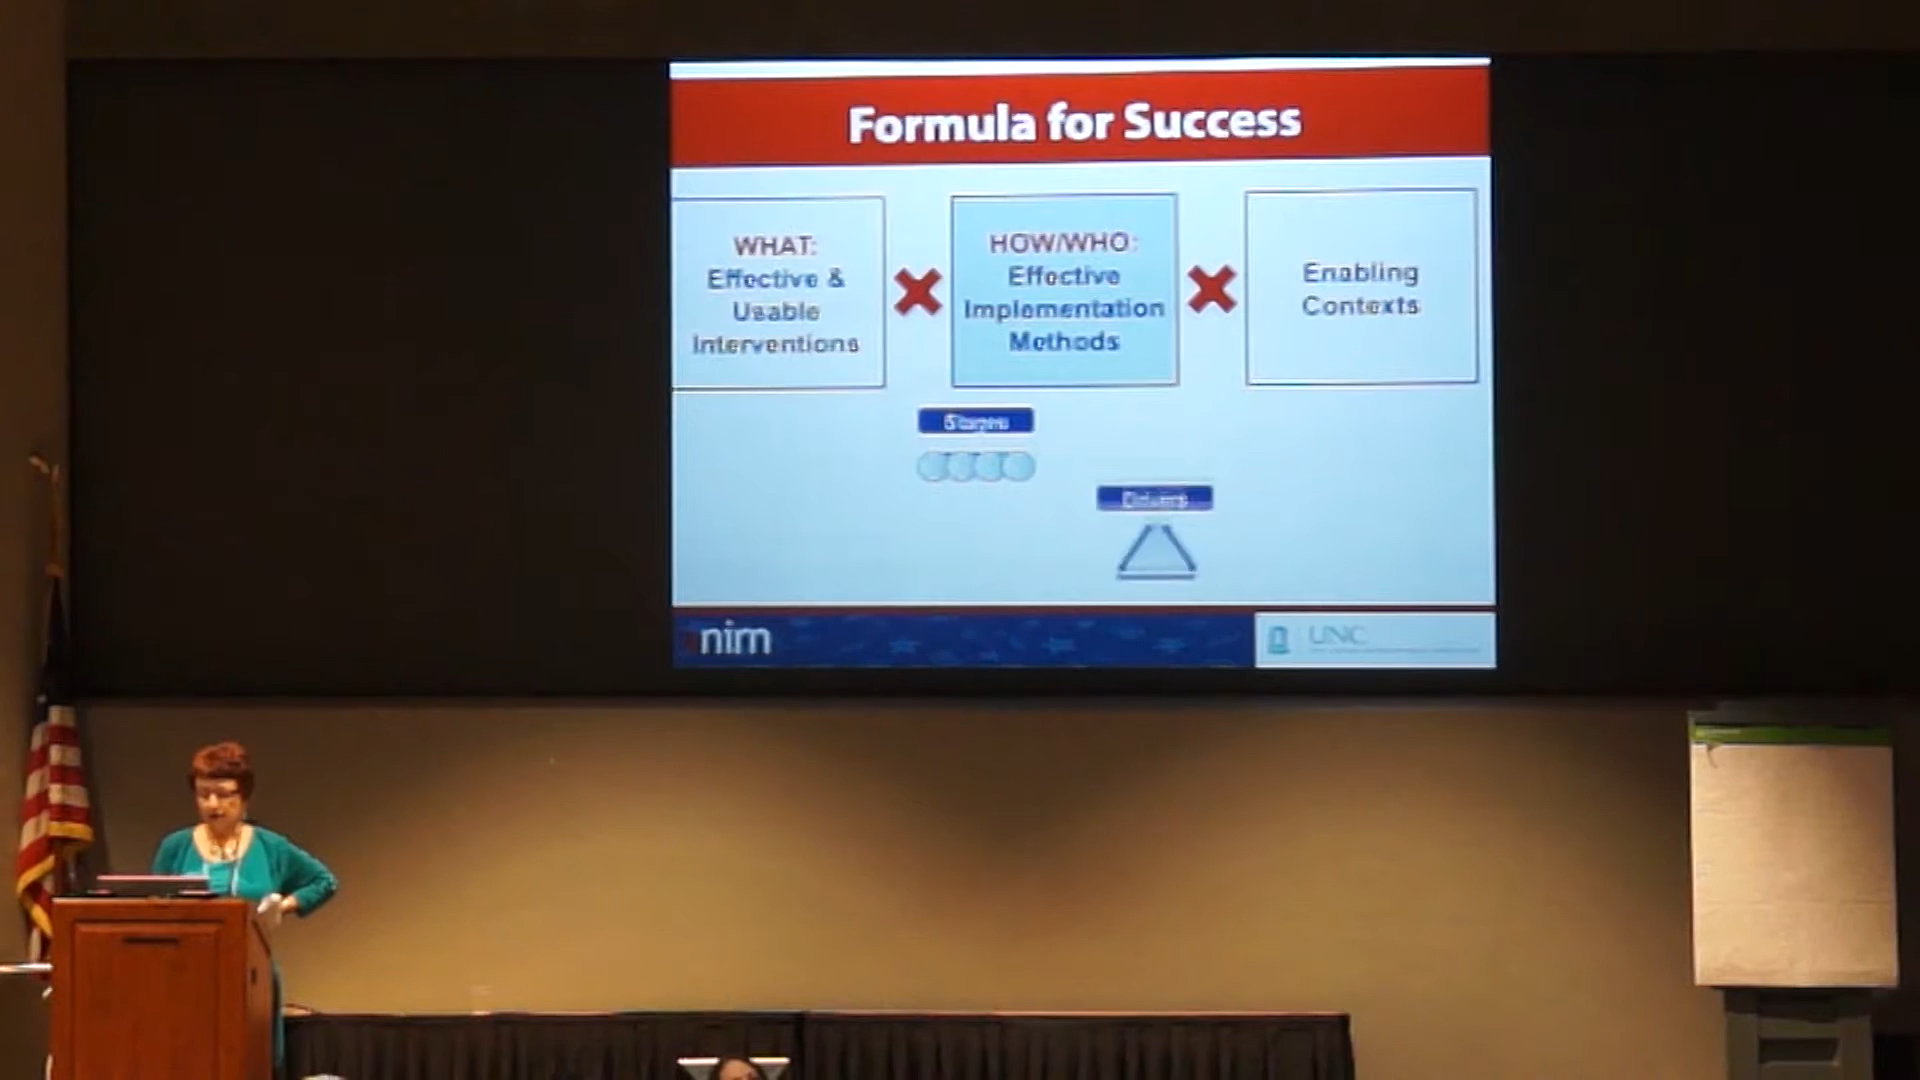 Formula for Success
WHAT:
Effective &
Usable
Interventions
HOW/WHO:
Effective
Implementation
Methods
Enabling
Contexts
Stages
Drivers
nirn
UNC